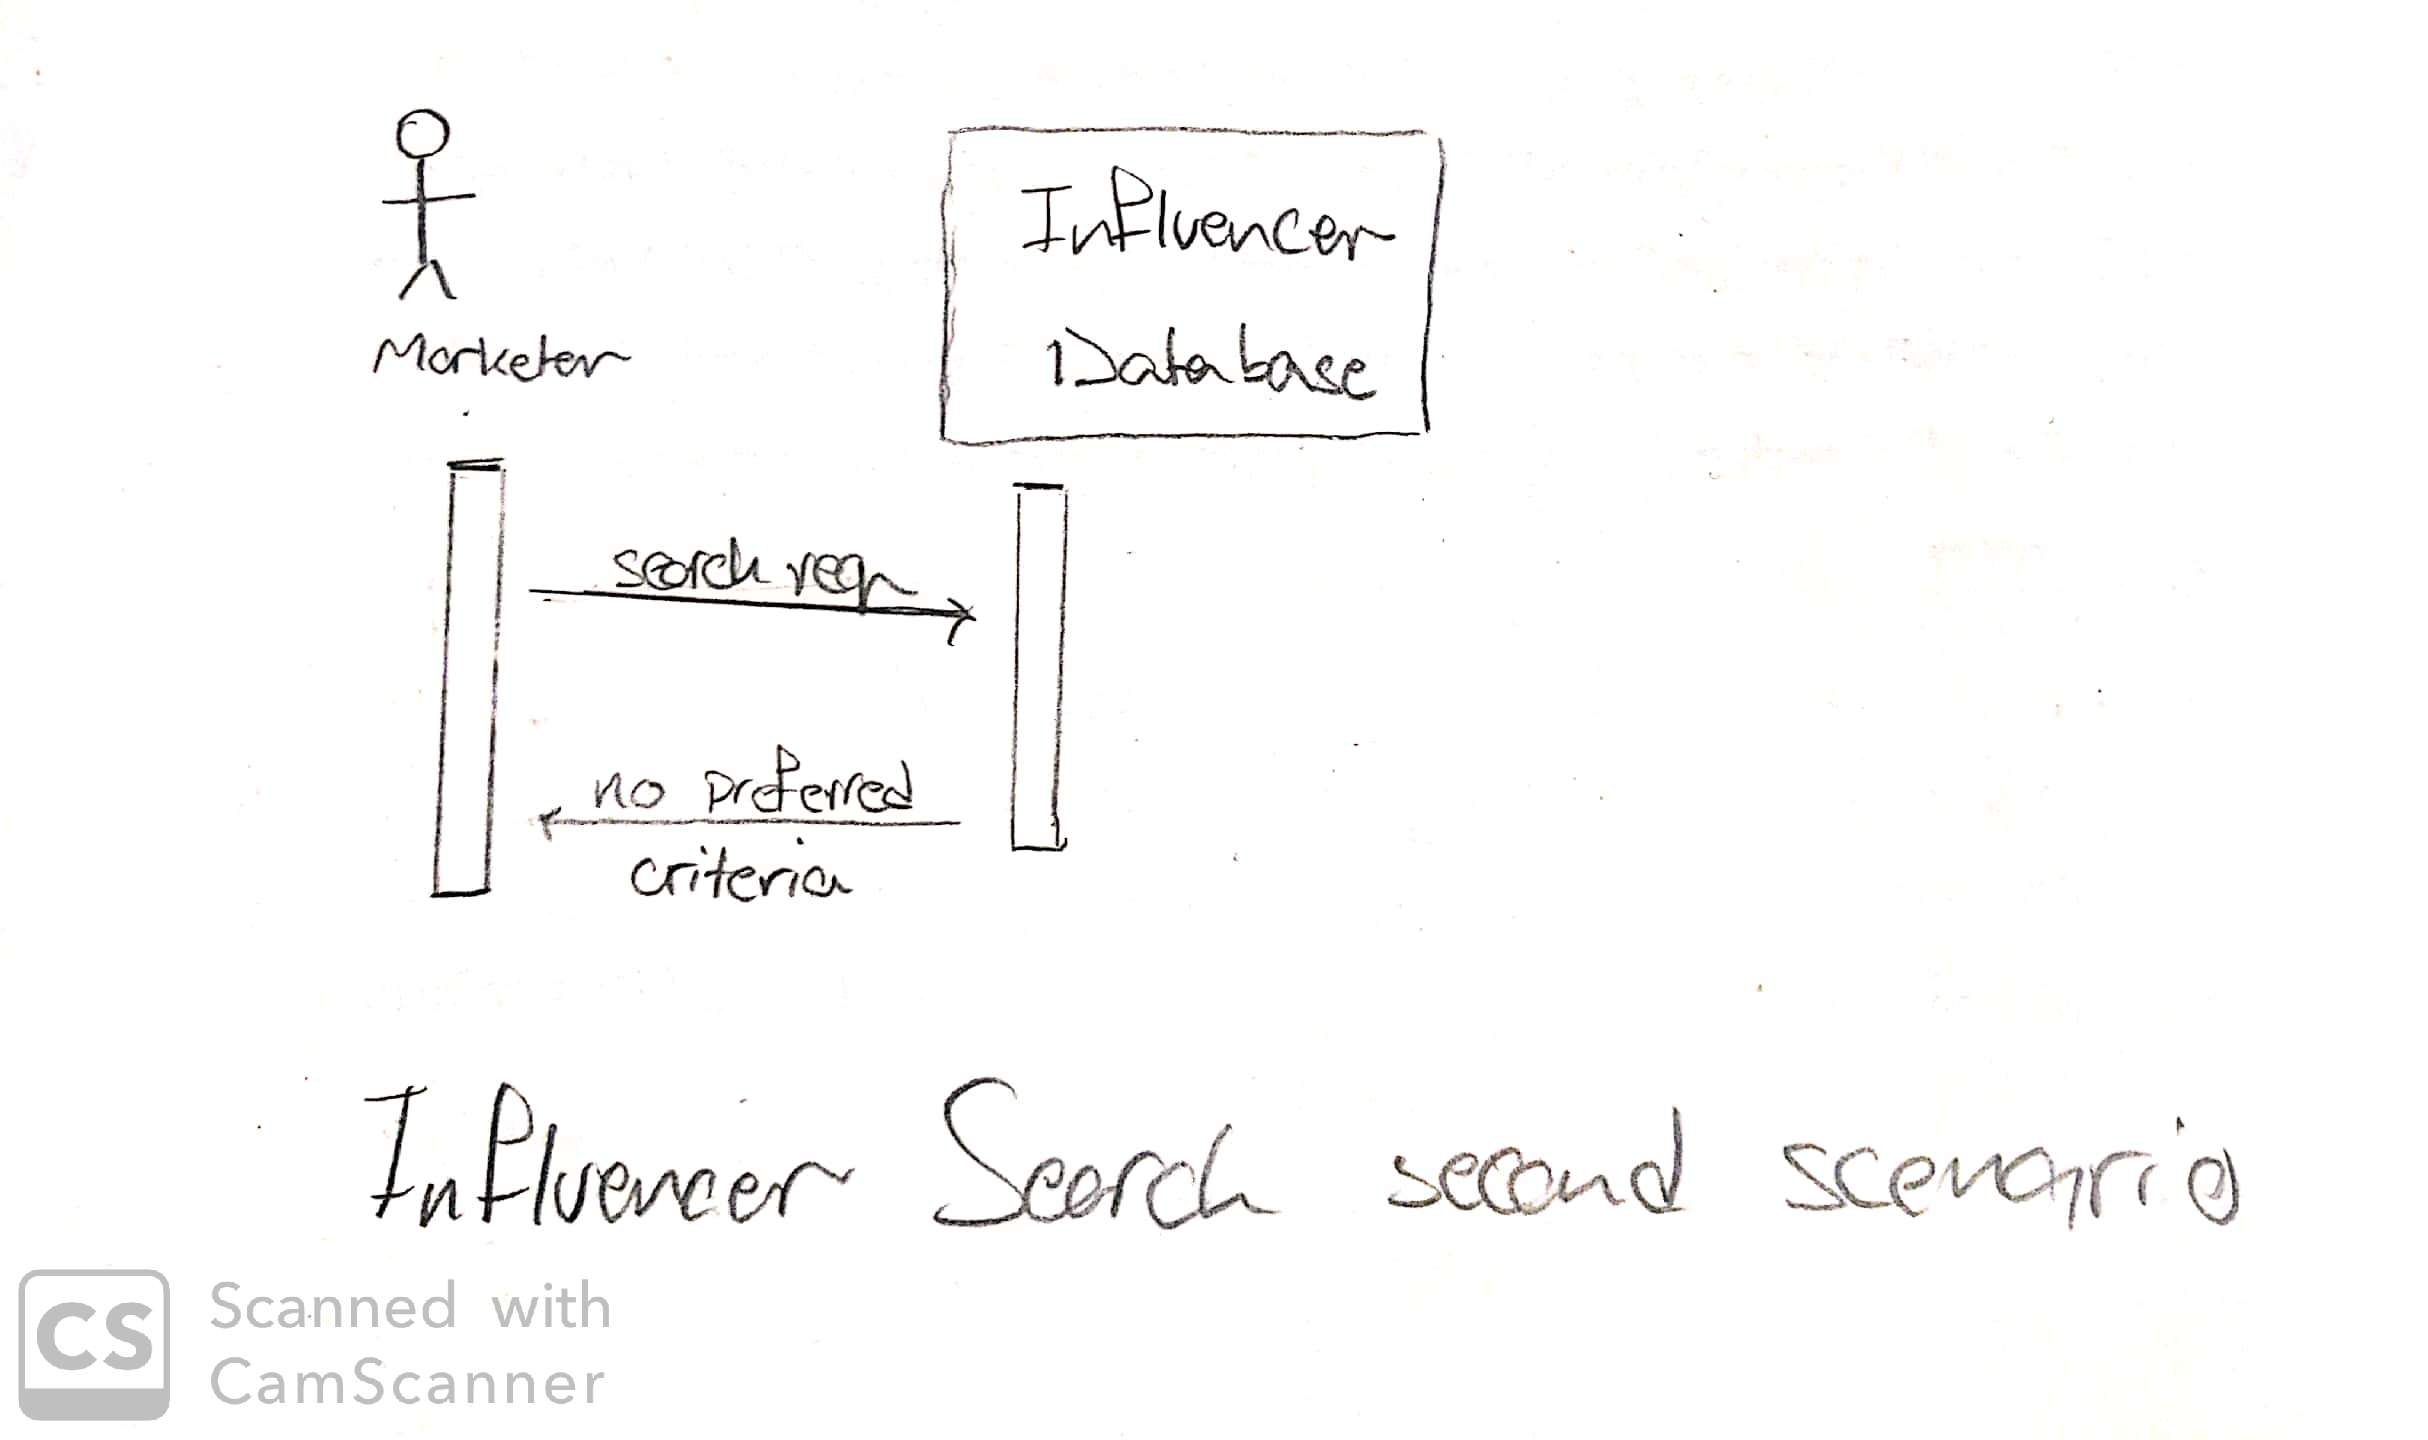 Influencer
Database
Marketer
search req
no preferred
criteria
Influencer Search second scenario
CS
Scanned with
CamScanner